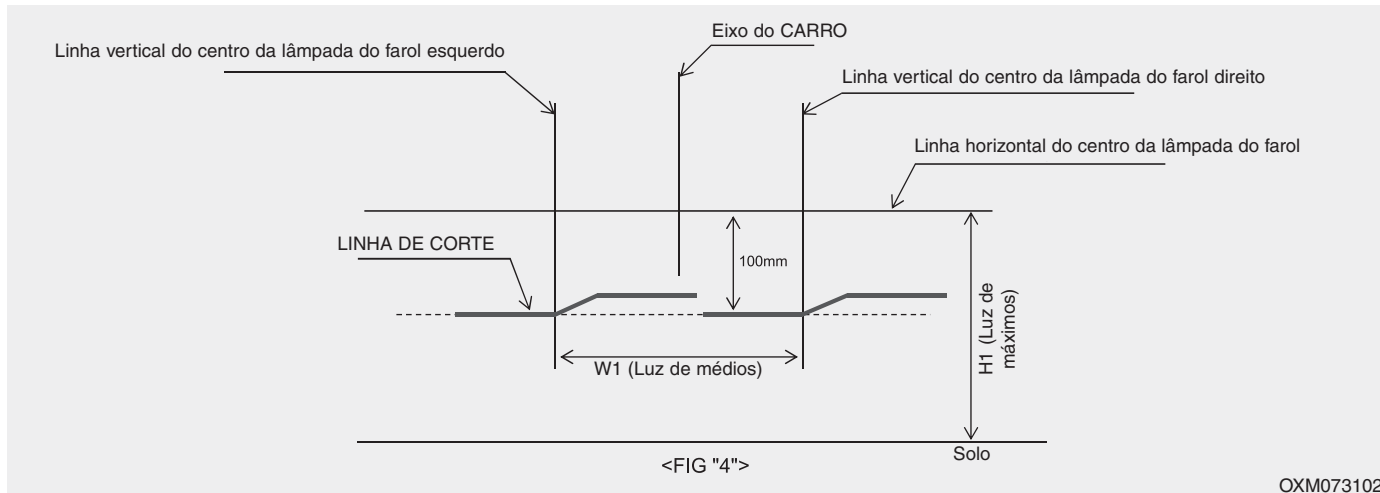 Eixo do CARRO
Linha vertical do centro da lâmpada do farol esquerdo
Linha vertical do centro da lâmpada do farol direito
Linha horizontal do centro da lâmpada do farol
LINHA DE CORTE
100mm
H1 (Luz de
máximos)
W1 (Luz de médios)
Solo
<FIG "4">
OXM073102